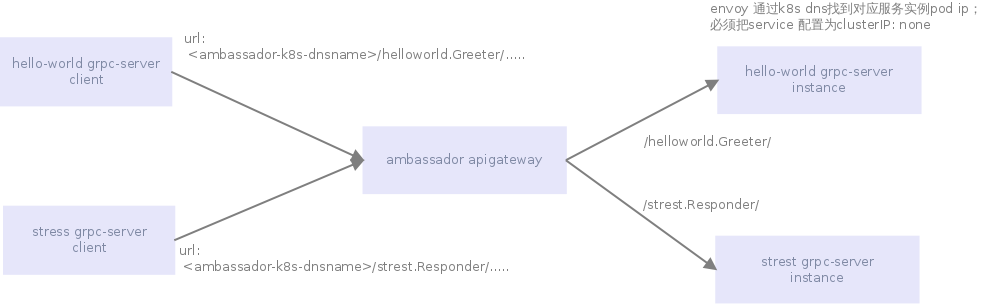 envoy 通过k8s dns找到对应服务实例pod ip；
必须把service 配置为clusterIP: none
url:
<ambassador-k8s-dnsname>/helloworld.Greeter/.....
hello-world grpc-server
client
hello-world grpc-server
instance
/helloworld.Greeter/
ambassador apigateway
/strest.Responder/
stress grpc-server
client
url:
<ambassador-k8s-dnsname>/strest.Responder/.....
strest grpc-server
instance